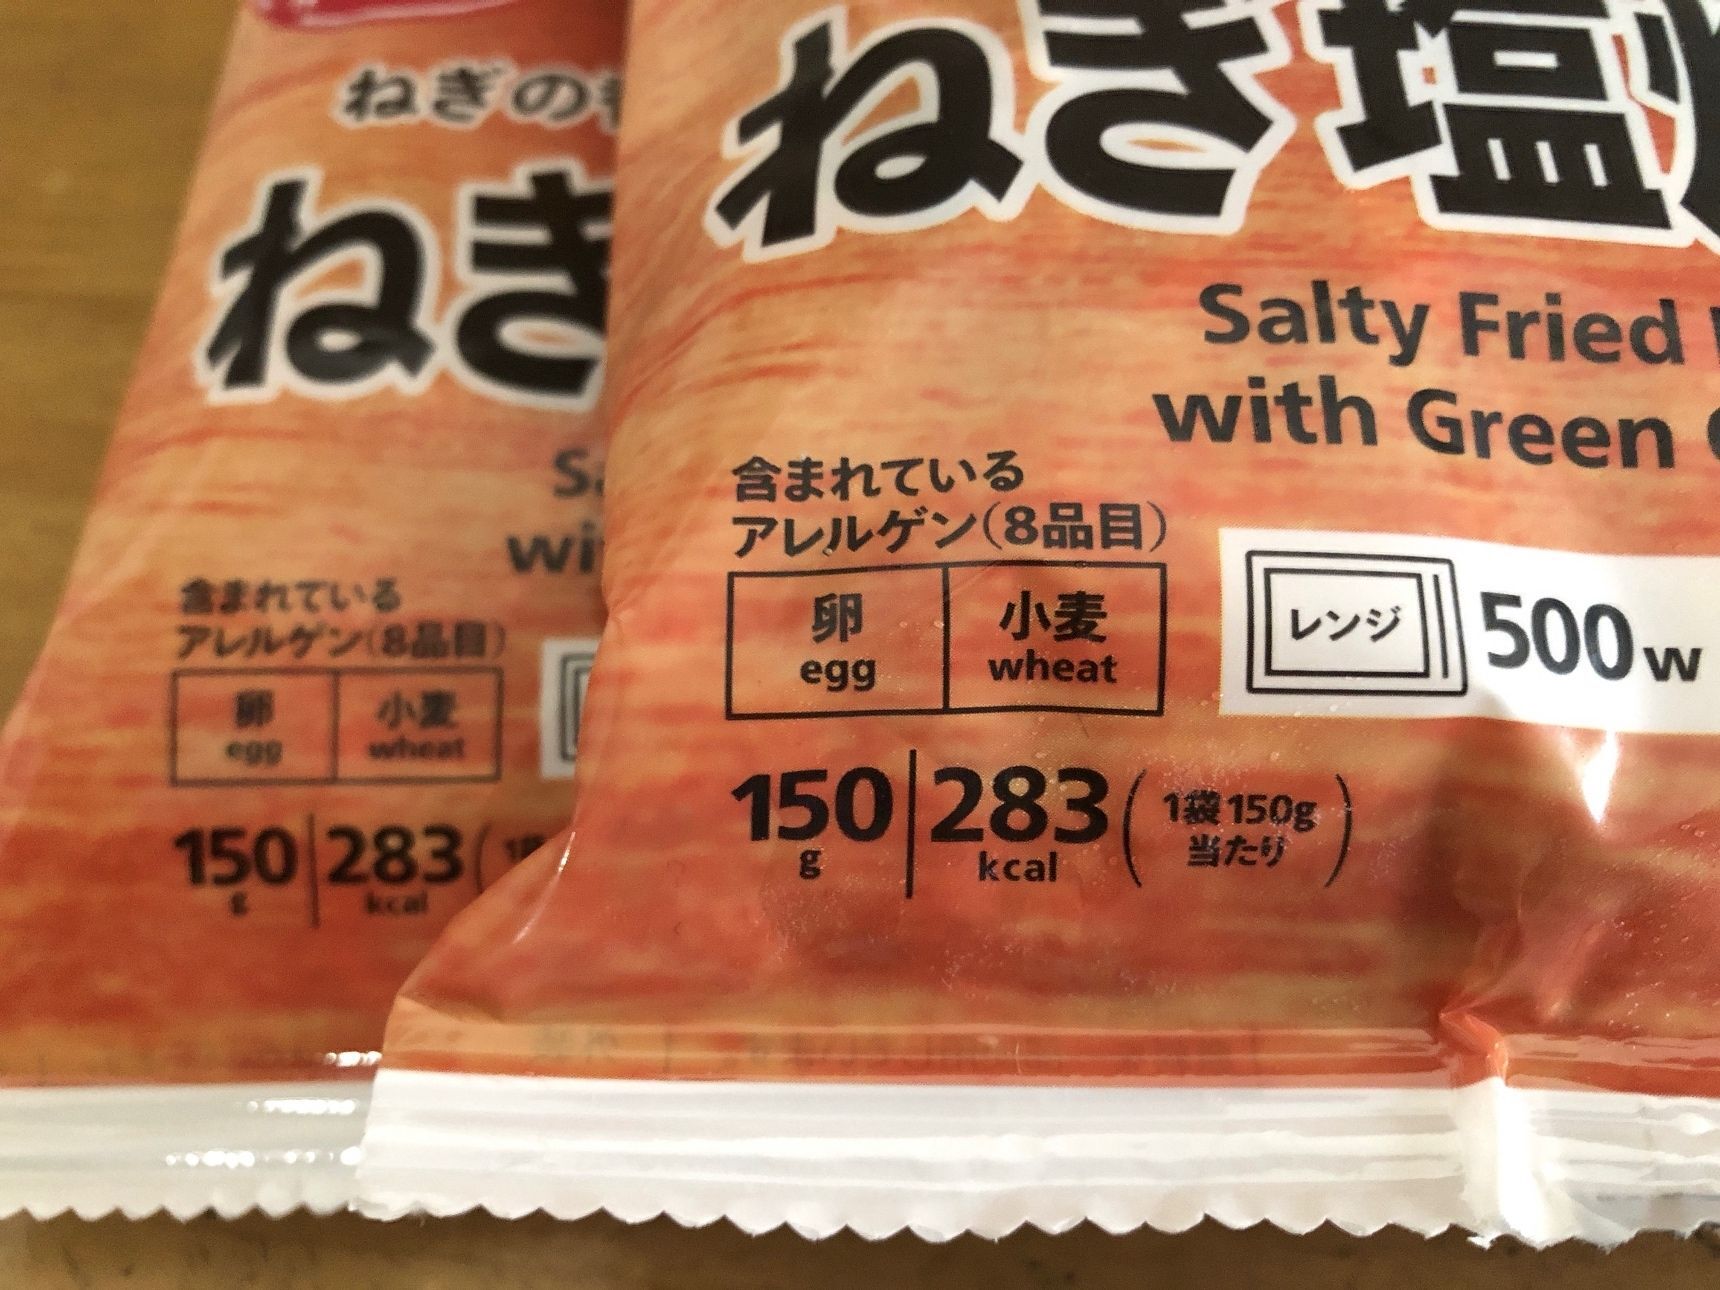 ねぎの
ねぎ
含まれている
アレルゲン(8品目)
卵
egg
小麦
wheat
150
g
283
kcal
ねぎ塩
Salty Fried
with Green
含まれている
アレルゲン(8品目)
卵
egg
小麦
wheat
レンジ
500w
150
g
283
kcal
(1袋150g
当たり)